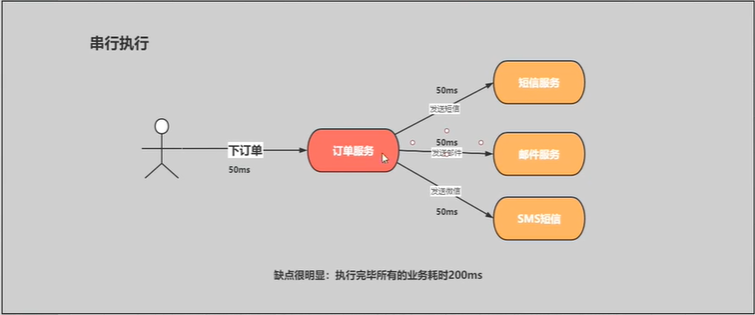 串行执行
50ms
短信服务
发送短信
下订单
50ms
订单服务
50ms
发送邮件
邮件服务
发送微信
50ms
SMS短信
缺点很明显：执行完毕所有的业务耗时200ms